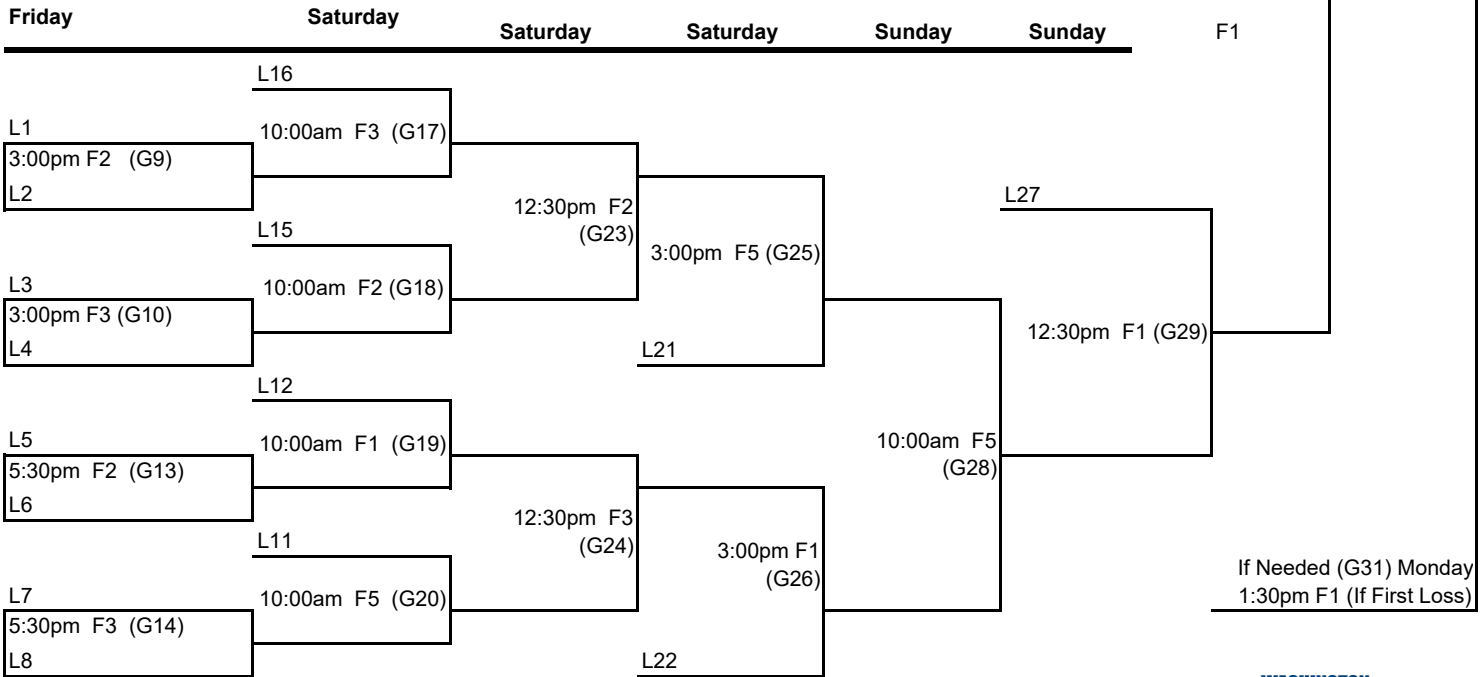 Friday
Saturday
Saturday
Saturday
Sunday
Sunday
F1
L16
10:00am F3 (G17)
L1
3:00pm F2 (G9)
L2
12:30pm F2
(G23)
L27
L15
3:00pm F5 (G25)
10:00am F2 (G18)
L3
3:00pm F3 (G10)
L4
L21
12:30pm F1 (G29)
L12
10:00am F1 (G19)
L5
5:30pm F2 (G13)
L6
10:00am F5
(G28)
12:30pm F3
(G24)
L11
3:00pm F1
(G26)
10:00am F5 (G20)
L7
5:30pm F3 (G14)
L8
L22
If Needed (G31) Monday
1:30pm F1 (If First Loss)